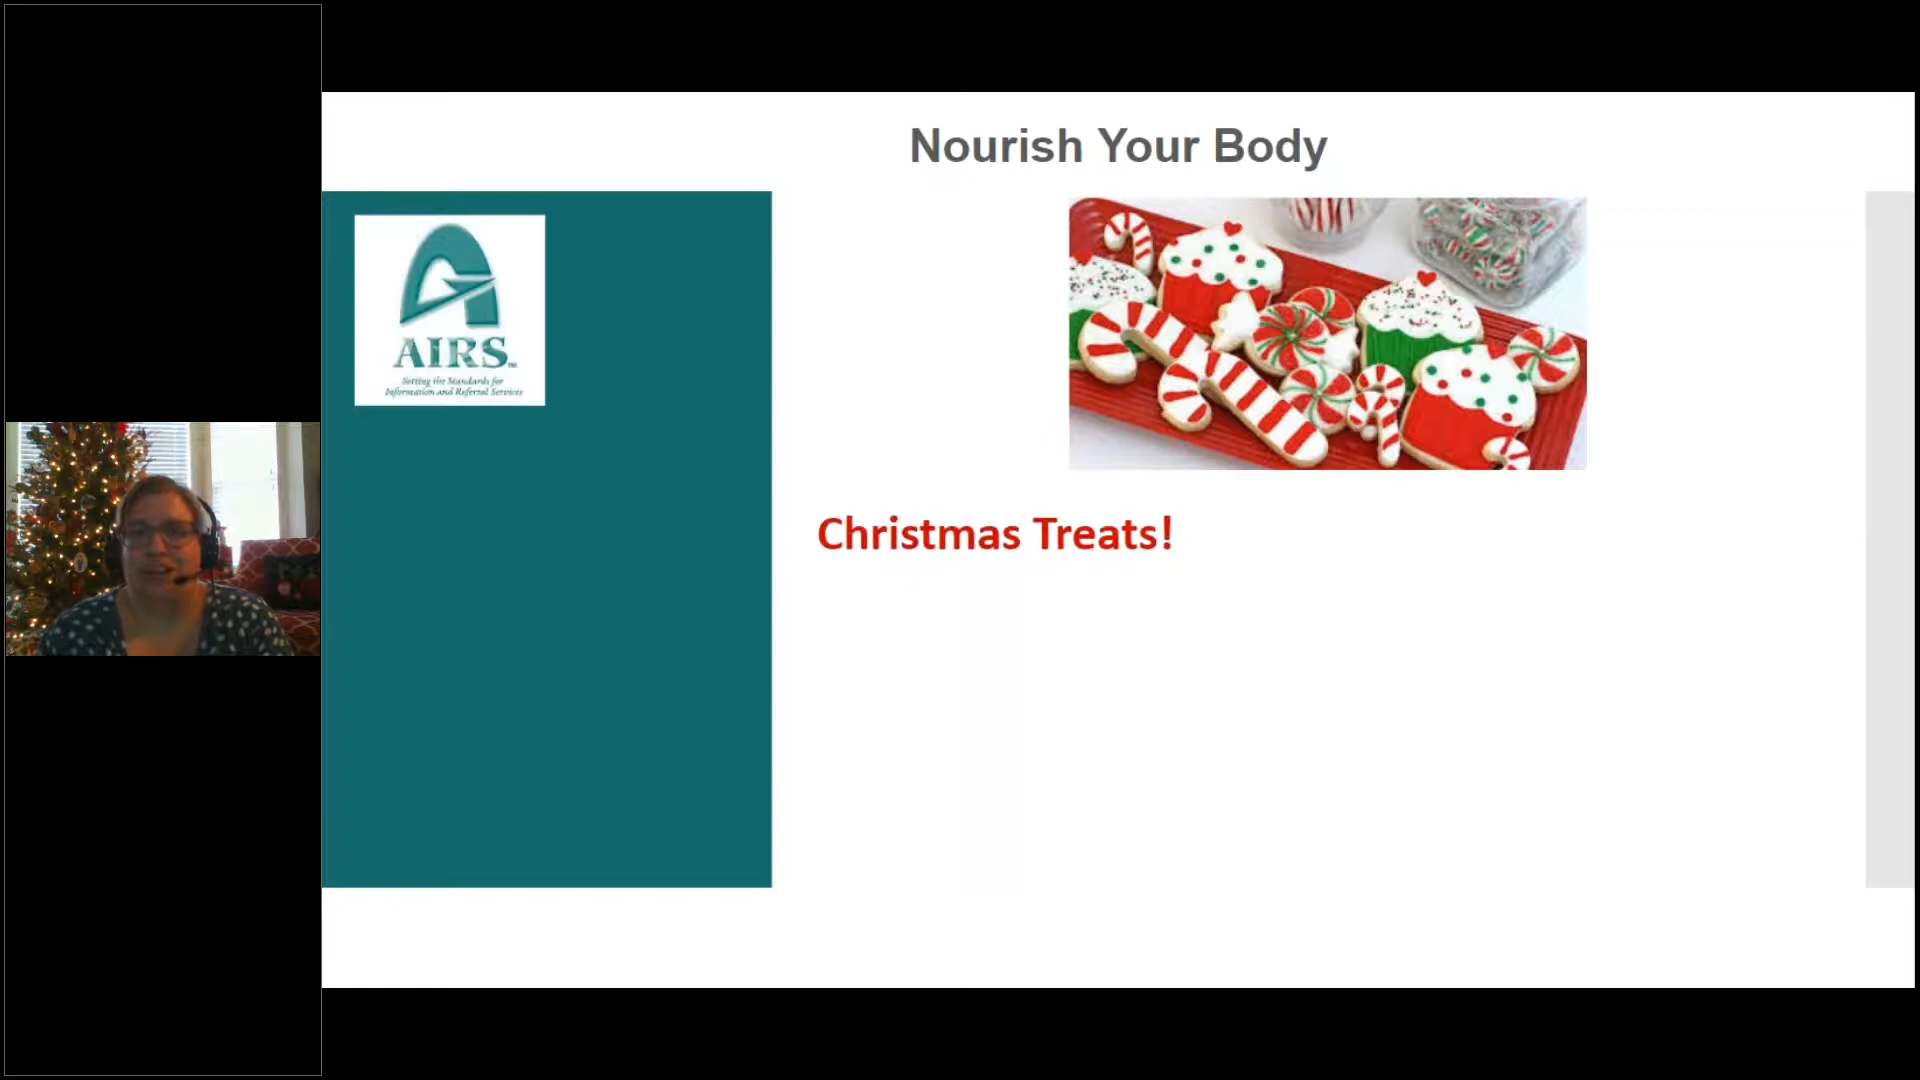 Nourish Your Body
AIRS
Setting the Standards for
Information and Referral Services
Christmas Treats!